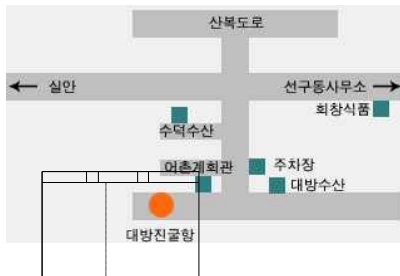 산복도로
← 실안
선구동사무소 →
회창식품
수덕수산
어촌계회관
주차장
대방수산
대방진굴항